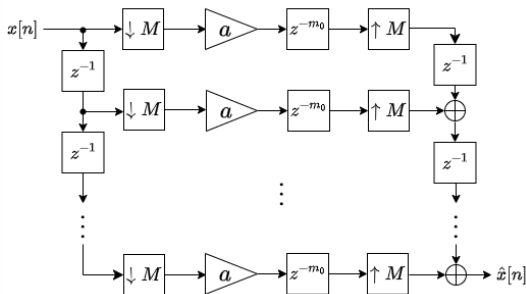 x[n] ↓ M a z^{-m_0} ↑ M
z^{-1} z^{-1}
↓ M a z^{-m_0} ↑ M
z^{-1} z^{-1}
⋮ ⋮ ⋮
↓ M a z^{-m_0} ↑ M x̂[n]